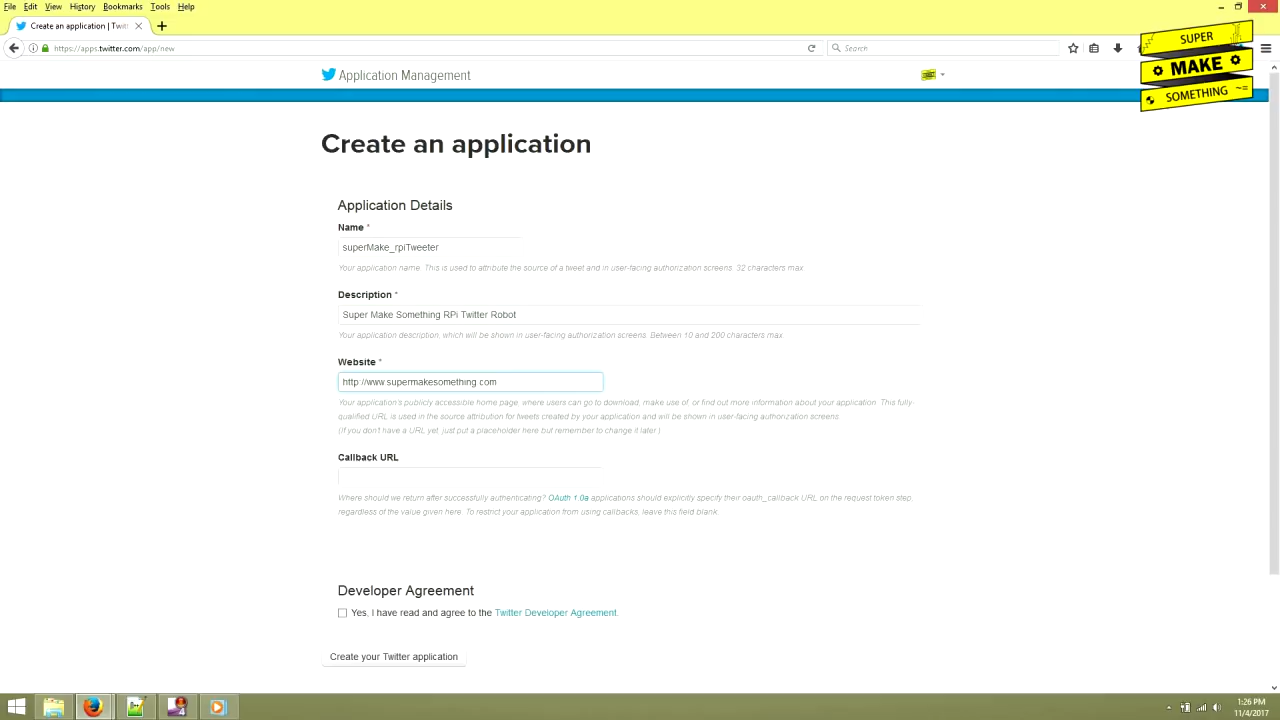 File Edit View History Bookmarks Tools Help
Create an application | Twitt
https://apps.twitter.com/app/new
Search
SUPER
MAKE
SOMETHING ~=
Application Management
Create an application
Application Details
Name *
superMake_rpiTweeter
Your application name. This is used to attribute the source of a tweet and in user-facing authorization screens. 32 characters max.
Description *
Super Make Something RPi Twitter Robot
Your application description, which will be shown in user-facing authorization screens. Between 10 and 200 characters max.
Website *
http://www.supermakesomething.com
Your application's publicly accessible home page, where users can go to download, make use of, or find out more information about your application. This fully-
qualified URL is used in the source attribution for tweets created by your application and will be shown in user-facing authorization screens.
(If you don't have a URL yet, just put a placeholder here but remember to change it later.)
Callback URL
Where should we return after successfully authenticating? OAuth 1.0a applications should explicitly specify their oauth_callback URL on the request token step,
regardless of the value given here. To restrict your application from using callbacks, leave this field blank.
Developer Agreement
Yes, I have read and agree to the Twitter Developer Agreement.
Create your Twitter application
1:26 PM
11/4/2017